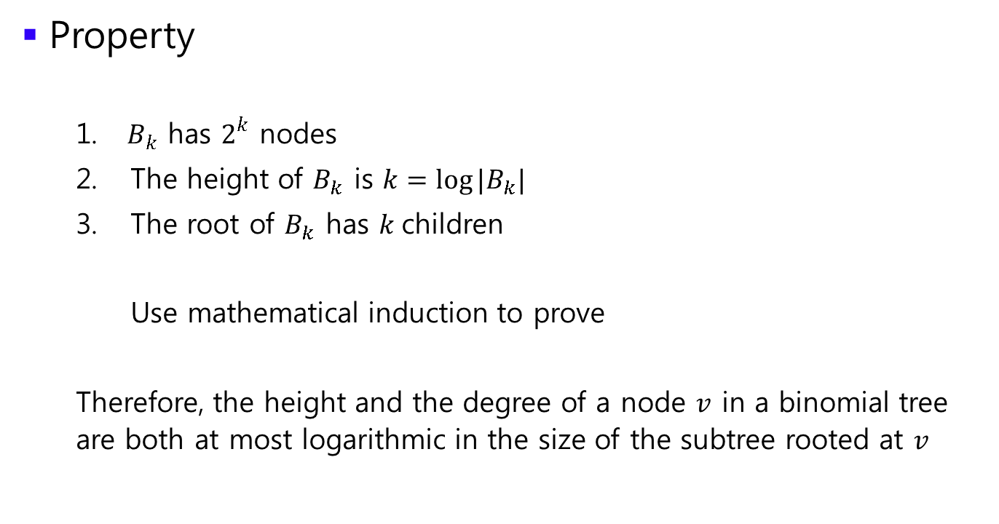 ▪ Property
1. $B_k$ has $2^k$ nodes
2. The height of $B_k$ is $k = \log|B_k|$
3. The root of $B_k$ has $k$ children
Use mathematical induction to prove
Therefore, the height and the degree of a node $v$ in a binomial tree
are both at most logarithmic in the size of the subtree rooted at $v$